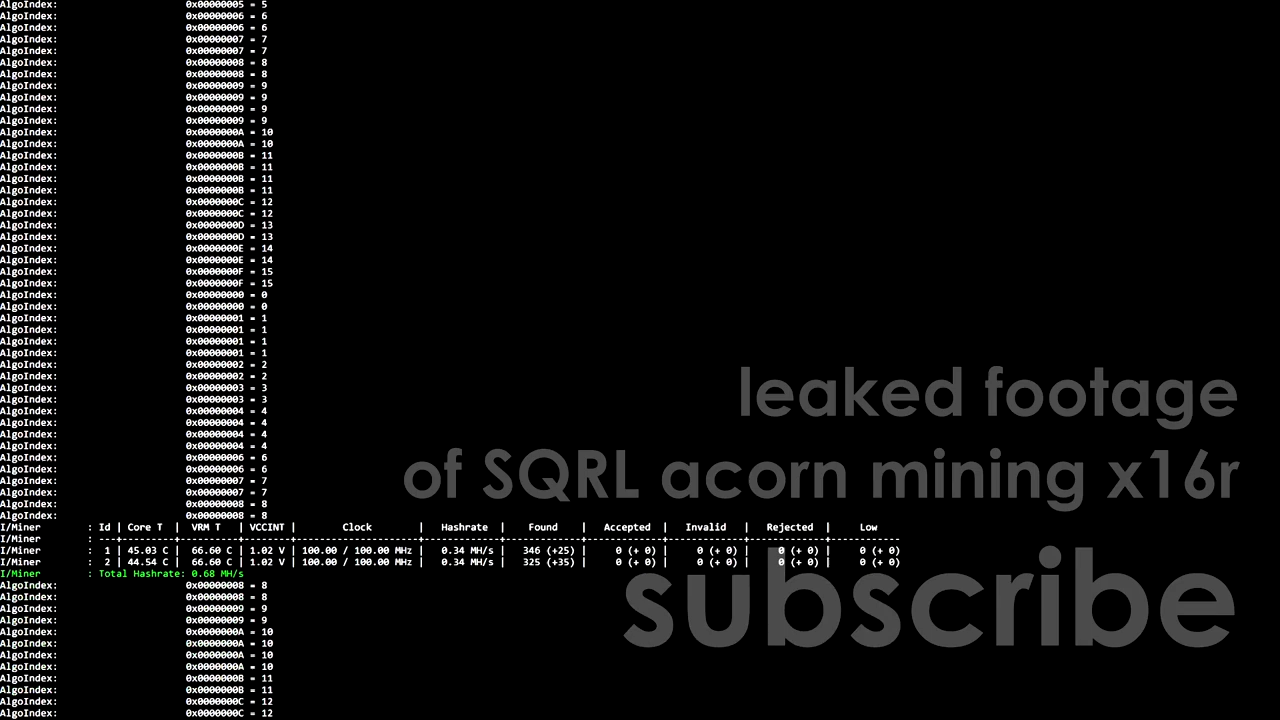 AlgoIndex: 0x00000005 = 5
AlgoIndex: 0x00000006 = 6
AlgoIndex: 0x00000006 = 6
AlgoIndex: 0x00000007 = 7
AlgoIndex: 0x00000007 = 7
AlgoIndex: 0x00000008 = 8
AlgoIndex: 0x00000008 = 8
AlgoIndex: 0x00000009 = 9
AlgoIndex: 0x00000009 = 9
AlgoIndex: 0x00000009 = 9
AlgoIndex: 0x00000009 = 9
AlgoIndex: 0x0000000A = 10
AlgoIndex: 0x0000000A = 10
AlgoIndex: 0x0000000B = 11
AlgoIndex: 0x0000000B = 11
AlgoIndex: 0x0000000B = 11
AlgoIndex: 0x0000000B = 11
AlgoIndex: 0x0000000C = 12
AlgoIndex: 0x0000000C = 12
AlgoIndex: 0x0000000D = 13
AlgoIndex: 0x0000000D = 13
AlgoIndex: 0x0000000E = 14
AlgoIndex: 0x0000000E = 14
AlgoIndex: 0x0000000F = 15
AlgoIndex: 0x0000000F = 15
AlgoIndex: 0x00000000 = 0
AlgoIndex: 0x00000000 = 0
AlgoIndex: 0x00000001 = 1
AlgoIndex: 0x00000001 = 1
AlgoIndex: 0x00000001 = 1
AlgoIndex: 0x00000001 = 1
AlgoIndex: 0x00000002 = 2
AlgoIndex: 0x00000002 = 2
AlgoIndex: 0x00000003 = 3
AlgoIndex: 0x00000003 = 3
AlgoIndex: 0x00000004 = 4
AlgoIndex: 0x00000004 = 4
AlgoIndex: 0x00000004 = 4
AlgoIndex: 0x00000004 = 4
AlgoIndex: 0x00000006 = 6
AlgoIndex: 0x00000006 = 6
AlgoIndex: 0x00000007 = 7
AlgoIndex: 0x00000007 = 7
AlgoIndex: 0x00000008 = 8
AlgoIndex: 0x00000008 = 8
I/Miner : Id | Core T | VRM T | VCCINT | Clock | Hashrate | Found | Accepted | Invalid | Rejected | Low
I/Miner : ---+--------+-------+--------+---------------------+----------+-----------+-----------+-----------+-----------+-----------
I/Miner : 1 | 45.03 C | 66.60 C | 1.02 V | 100.00 / 100.00 MHz | 0.34 MH/s | 346 (+25) | 0 (+ 0) | 0 (+ 0) | 0 (+ 0) | 0 (+ 0)
I/Miner : 2 | 44.54 C | 66.60 C | 1.02 V | 100.00 / 100.00 MHz | 0.34 MH/s | 325 (+35) | 0 (+ 0) | 0 (+ 0) | 0 (+ 0) | 0 (+ 0)
I/Miner : Total Hashrate: 0.68 MH/s
AlgoIndex: 0x00000008 = 8
AlgoIndex: 0x00000008 = 8
AlgoIndex: 0x00000009 = 9
AlgoIndex: 0x00000009 = 9
AlgoIndex: 0x0000000A = 10
AlgoIndex: 0x0000000A = 10
AlgoIndex: 0x0000000A = 10
AlgoIndex: 0x0000000A = 10
AlgoIndex: 0x0000000B = 11
AlgoIndex: 0x0000000B = 11
AlgoIndex: 0x0000000C = 12
AlgoIndex: 0x0000000C = 12
leaked footage
of SQRL acorn mining x16r
subscribe